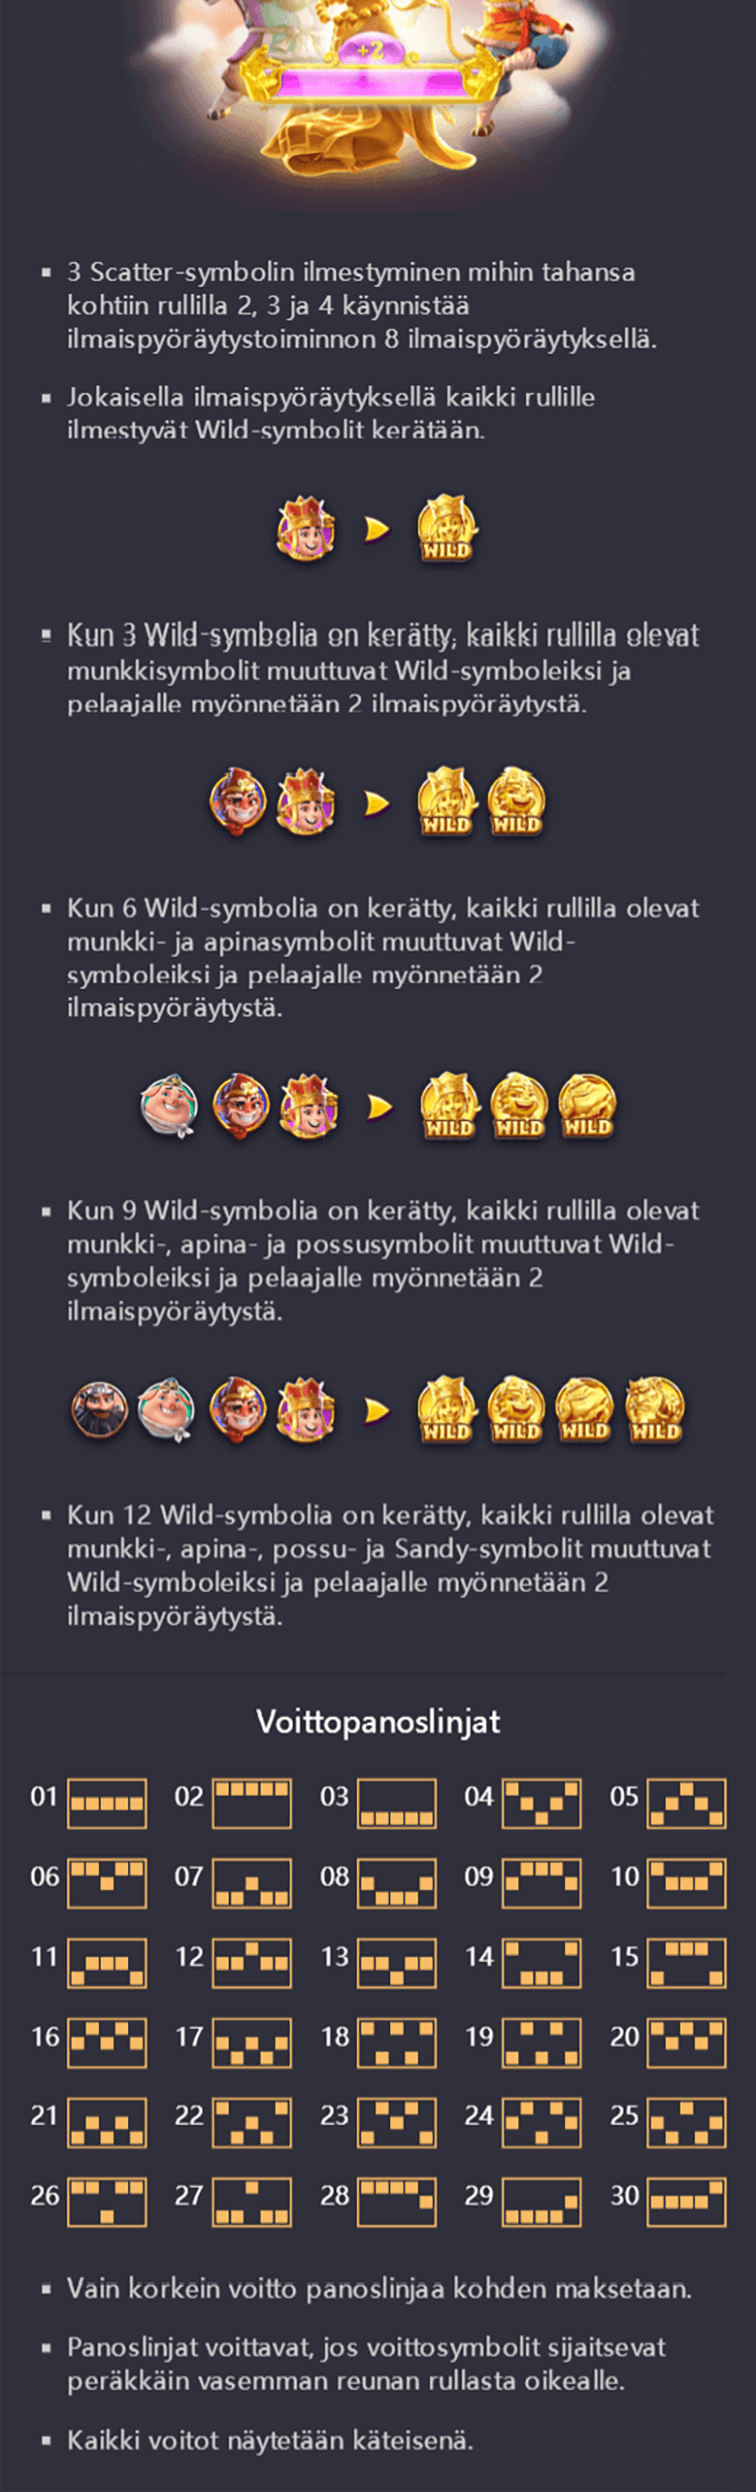 +2
3 Scatter-symbolin ilmestyminen mihin tahansa
kohtiin rullilla 2, 3 ja 4 käynnistää
ilmaispyöräytystoiminnon 8 ilmaispyöräytyksellä.
Jokaisella ilmaispyöräytyksellä kaikki rullille
ilmestyvät Wild-symbolit kerätään.
WILD
Kun 3 Wild-symbolia on kerätty, kaikki rullilla olevat
munkkisymbolit muuttuvat Wild-symboleiksi ja
pelaajalle myönnetään 2 ilmaispyöräytystä.
WILD WILD
Kun 6 Wild-symbolia on kerätty, kaikki rullilla olevat
munkki- ja apinasymbolit muuttuvat Wild-
symboleiksi ja pelaajalle myönnetään 2
ilmaispyöräytystä.
WILD WILD WILD
Kun 9 Wild-symbolia on kerätty, kaikki rullilla olevat
munkki-, apina- ja possusymbolit muuttuvat Wild-
symboleiksi ja pelaajalle myönnetään 2
ilmaispyöräytystä.
WILD WILD WILD WILD
Kun 12 Wild-symbolia on kerätty, kaikki rullilla olevat
munkki-, apina-, possu- ja Sandy-symbolit muuttuvat
Wild-symboleiksi ja pelaajalle myönnetään 2
ilmaispyöräytystä.
Voittopanoslinjat
01 02 03 04 05
06 07 08 09 10
11 12 13 14 15
16 17 18 19 20
21 22 23 24 25
26 27 28 29 30
Vain korkein voitto panoslinjaa kohden maksetaan.
Panoslinjat voittavat, jos voittosymbolit sijaitsevat
peräkkäin vasemman reunan rullasta oikealle.
Kaikki voitot näytetään käteisenä.